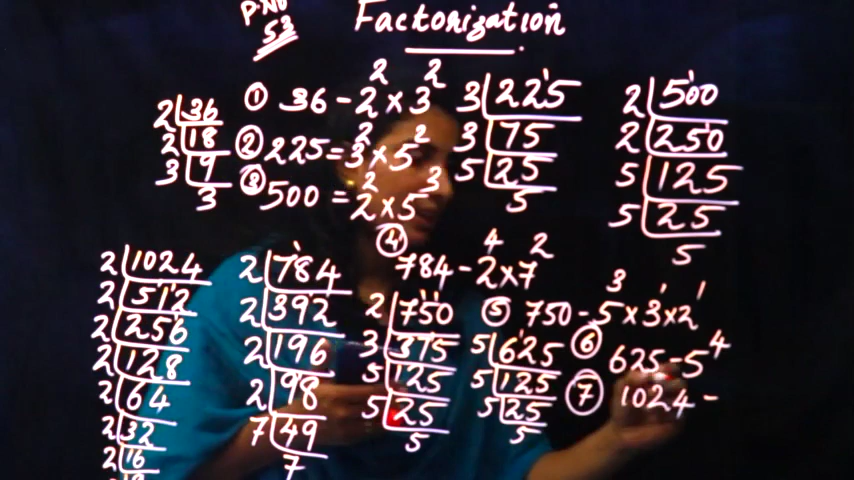 P.No
53
Factorization
① 36 - 2² x 3²
② 225 = 3² x 5²
③ 500 = 2² x 5³
④ 784 - 2⁴ x 7²
⑤ 750 - 5³ x 3¹ x 2¹
⑥ 625 - 5⁴
⑦ 1024 -
2 | 36
2 | 18
3 | 9
3
3 | 225
3 | 75
5 | 25
5
2 | 500
2 | 250
5 | 125
5 | 25
5
2 | 1024
2 | 512
2 | 256
2 | 128
2 | 64
2 | 32
2 | 16
2 | 784
2 | 392
2 | 196
2 | 98
7 | 49
7
2 | 750
3 | 375
5 | 125
5 | 25
5
5 | 625
5 | 125
5 | 25
5